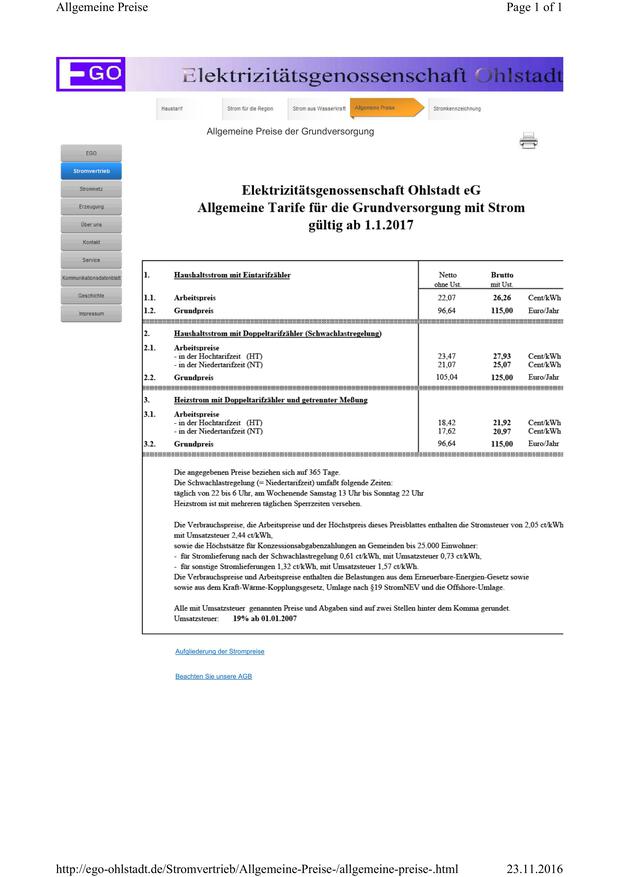 Allgemeine Preise Page 1 of 1
EGO Elektrizitätsgenossenschaft Ohlstadt
Haustarif Strom für die Region Strom aus Wasserkraft Allgemeine Preise Stromkennzeichnung
Allgemeine Preise der Grundversorgung
EGO
Stromvertrieb
Stromnetz
Erzeugung
Über uns
Kontakt
Service
Kommunikationsdatenblatt
Geschichte
Impressum
Elektrizitätsgenossenschaft Ohlstadt eG
Allgemeine Tarife für die Grundversorgung mit Strom
gültig ab 1.1.2017
1. Haushaltsstrom mit Eintarifzähler Netto Brutto
ohne Ust. mit Ust.
1.1. Arbeitspreis 22,07 26,26 Cent/kWh
1.2. Grundpreis 96,64 115,00 Euro/Jahr
2. Haushaltsstrom mit Doppeltarifzähler (Schwachlastregelung)
2.1. Arbeitspreise
- in der Hochtarifzeit (HT) 23,47 27,93 Cent/kWh
- in der Niedertarifzeit (NT) 21,07 25,07 Cent/kWh
2.2. Grundpreis 105,04 125,00 Euro/Jahr
3. Heizstrom mit Doppeltarifzähler und getrennter Meßung
3.1. Arbeitspreise
- in der Hochtarifzeit (HT) 18,42 21,92 Cent/kWh
- in der Niedertarifzeit (NT) 17,62 20,97 Cent/kWh
3.2. Grundpreis 96,64 115,00 Euro/Jahr
Die angegebenen Preise beziehen sich auf 365 Tage.
Die Schwachlastregelung (= Niedertarifzeit) umfaßt folgende Zeiten:
täglich von 22 bis 6 Uhr, am Wochenende Samstag 13 Uhr bis Sonntag 22 Uhr
Heizstrom ist mit mehreren täglichen Sperrzeiten versehen.
Die Verbrauchspreise, die Arbeitspreise und der Höchstpreis dieses Preisblattes enthalten die Stromsteuer von 2,05 ct/kWh
mit Umsatzsteuer 2,44 ct/kWh,
sowie die Höchstsätze für Konzessionsabgabenzahlungen an Gemeinden bis 25.000 Einwohner:
- für Stromlieferung nach der Schwachlastregelung 0,61 ct/kWh, mit Umsatzsteuer 0,73 ct/kWh;
- für sonstige Stromlieferungen 1,32 ct/kWh, mit Umsatzsteuer 1,57 ct/kWh.
Die Verbrauchspreise und Arbeitspreise enthalten die Belastungen aus dem Erneuerbare-Energien-Gesetz sowie
sowie aus dem Kraft-Wärme-Kopplungsgesetz, Umlage nach §19 StromNEV und die Offshore-Umlage.
Alle mit Umsatzsteuer genannten Preise und Abgaben sind auf zwei Stellen hinter dem Komma gerundet.
Umsatzsteuer: 19% ab 01.01.2007
Aufgliederung der Strompreise
Beachten Sie unsere AGB
http://ego-ohlstadt.de/Stromvertrieb/Allgemeine-Preise-/allgemeine-preise-.html 23.11.2016